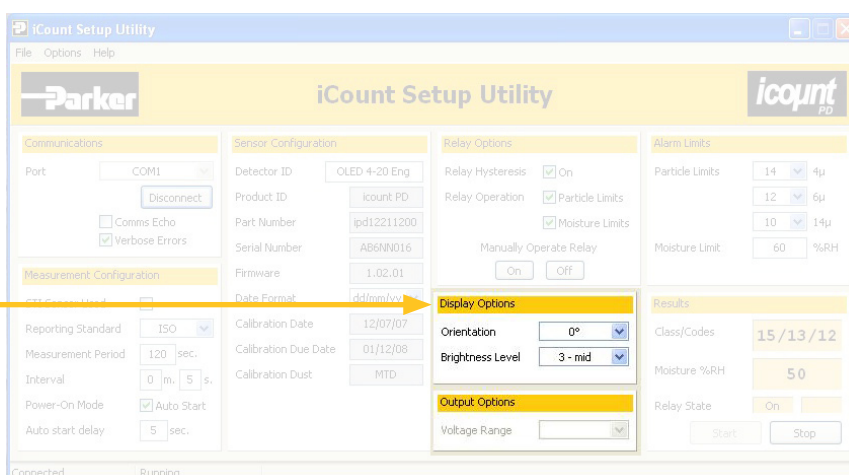 iCount Setup Utility
File Options Help
Parker
iCount Setup Utility
icount
PD
Communications
Port COM1
Disconnect
Comms Echo
Verbose Errors
Measurement Configuration
Reporting Standard ISO
Measurement Period 120 sec.
Interval 0 m. 5 s.
Power-On Mode Auto Start
Auto start delay 5 sec.
Sensor Configuration
Detector ID OLED 4-20 Eng
Product ID icount PD
Part Number ipd12211200
Serial Number AB6NN016
Firmware 1.02.01
Date Format dd/mm/yy
Calibration Date 12/07/07
Calibration Due Date 01/12/08
Calibration Dust MTD
Relay Options
Relay Hysteresis On
Relay Operation Particle Limits
Moisture Limits
Manually Operate Relay
On Off
Display Options
Orientation 0°
Brightness Level 3 - mid
Output Options
Voltage Range
Alarm Limits
Particle Limits 14 4µ
12 6µ
10 14µ
Moisture Limit 60 %RH
Results
Class/Codes 15/13/12
Moisture %RH 50
Relay State On
Start Stop
Connected Running